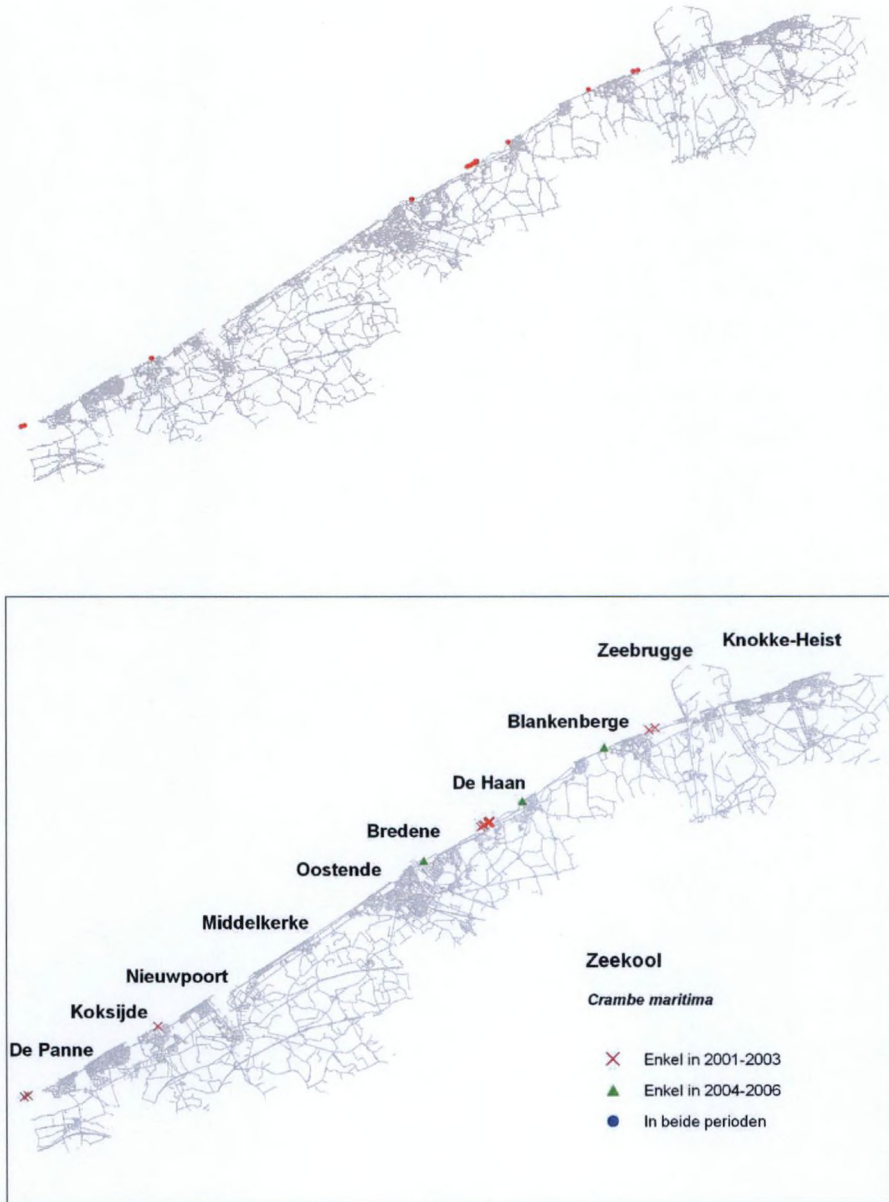 Knokke-Heist
Zeebrugge
Blankenberge
De Haan
Bredene
Oostende
Middelkerke
Nieuwpoort
Koksijde
De Panne
Zeekool
Crambe maritima
Enkel in 2001-2003
Enkel in 2004-2006
In beide perioden